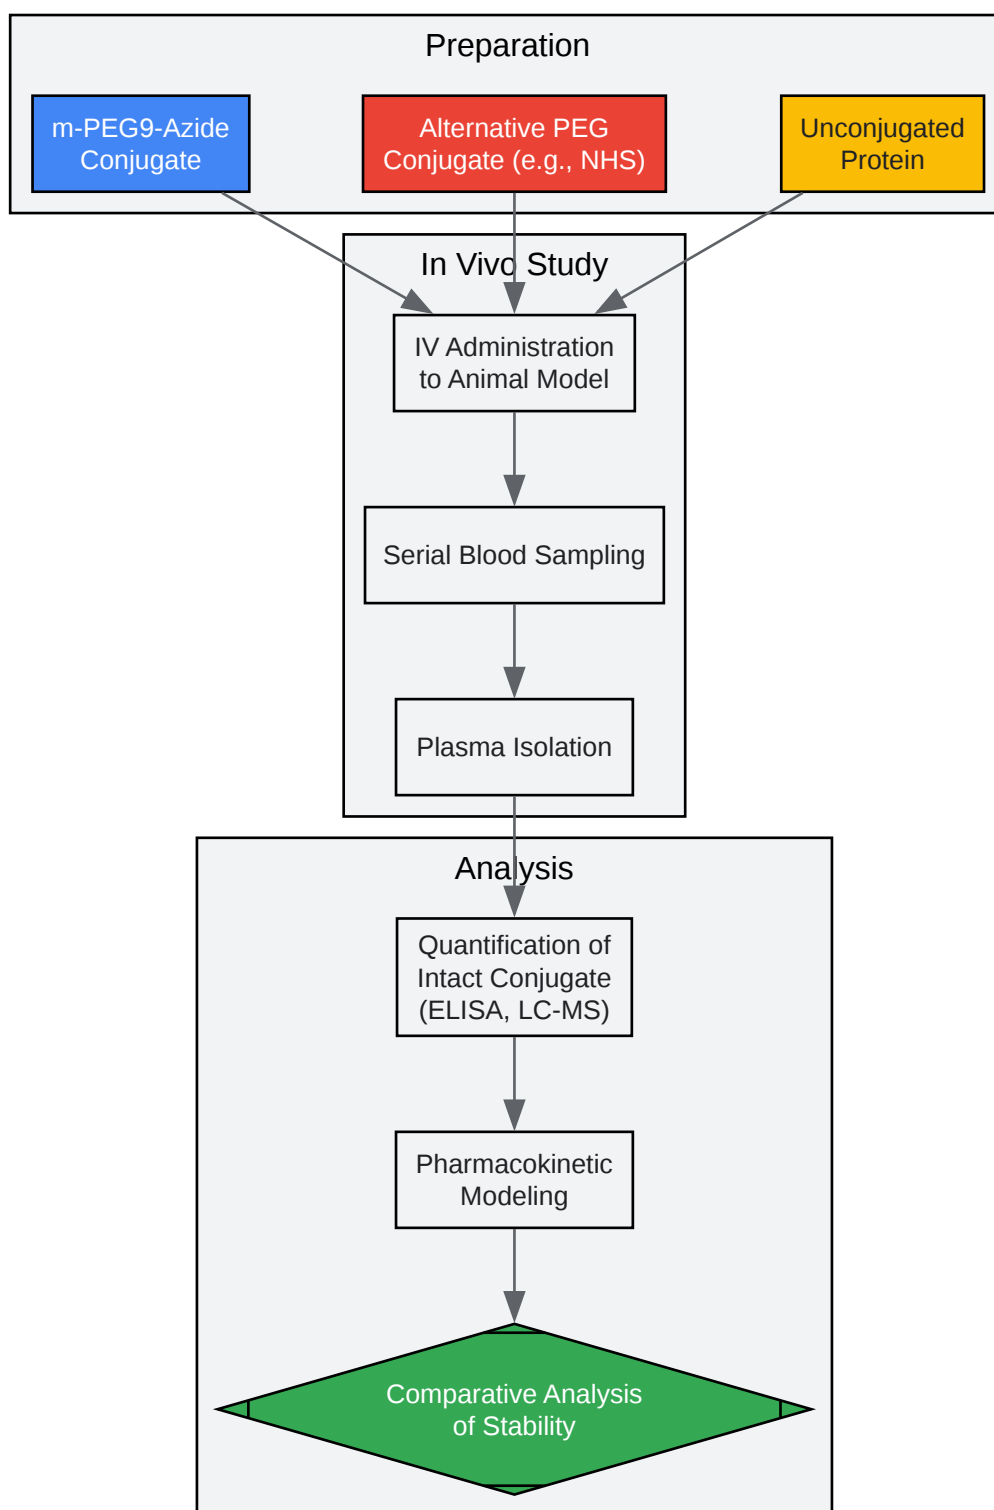 Preparation
m-PEG9-Azide
Conjugate
Alternative PEG
Conjugate (e.g., NHS)
Unconjugated
Protein
In Vivo Study
IV Administration
to Animal Model
Serial Blood Sampling
Plasma Isolation
Analysis
Quantification of
Intact Conjugate
(ELISA, LC-MS)
Pharmacokinetic
Modeling
Comparative Analysis
of Stability